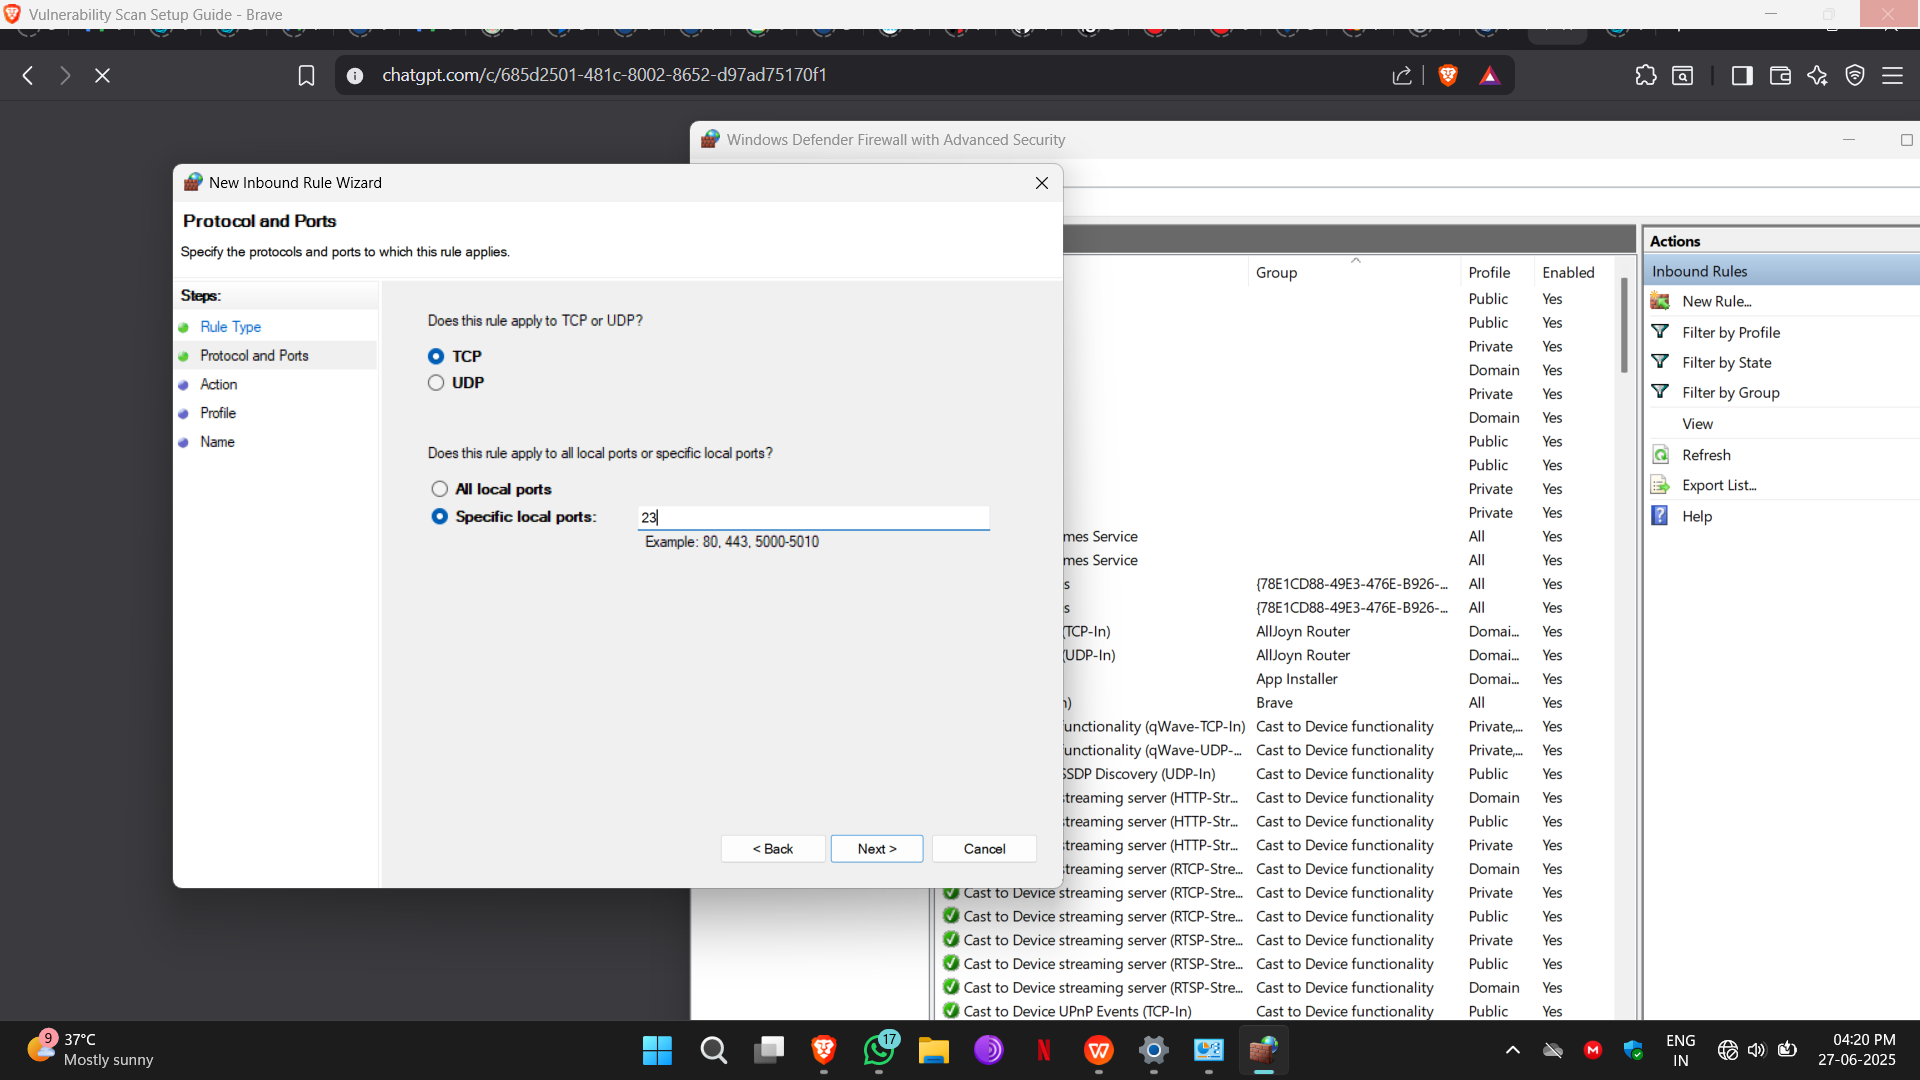 Vulnerability Scan Setup Guide - Brave
chatgpt.com/c/685d2501-481c-8002-8652-d97ad75170f1
Windows Defender Firewall with Advanced Security
New Inbound Rule Wizard
Protocol and Ports
Specify the protocols and ports to which this rule applies.
Steps:
Rule Type
Protocol and Ports
Action
Profile
Name
Does this rule apply to TCP or UDP?
TCP
UDP
Does this rule apply to all local ports or specific local ports?
All local ports
Specific local ports:
23
Example: 80, 443, 5000-5010
< Back
Next >
Cancel
Group Profile Enabled
Public Yes
Public Yes
Private Yes
Domain Yes
Private Yes
Domain Yes
Public Yes
Public Yes
Private Yes
Private Yes
mes Service All Yes
mes Service All Yes
s {78E1CD88-49E3-476E-B926-... All Yes
s {78E1CD88-49E3-476E-B926-... All Yes
(TCP-In) AllJoyn Router Domai... Yes
(UDP-In) AllJoyn Router Domai... Yes
App Installer Domai... Yes
n) Brave All Yes
unctionality (qWave-TCP-In) Cast to Device functionality Private,... Yes
unctionality (qWave-UDP-... Cast to Device functionality Private,... Yes
SSDP Discovery (UDP-In) Cast to Device functionality Public Yes
streaming server (HTTP-Str... Cast to Device functionality Domain Yes
streaming server (HTTP-Str... Cast to Device functionality Public Yes
streaming server (HTTP-Str... Cast to Device functionality Private Yes
streaming server (RTCP-Stre... Cast to Device functionality Domain Yes
Cast to Device streaming server (RTCP-Stre... Cast to Device functionality Private Yes
Cast to Device streaming server (RTCP-Stre... Cast to Device functionality Public Yes
Cast to Device streaming server (RTSP-Stre... Cast to Device functionality Private Yes
Cast to Device streaming server (RTSP-Stre... Cast to Device functionality Public Yes
Cast to Device streaming server (RTSP-Stre... Cast to Device functionality Domain Yes
Cast to Device UPnP Events (TCP-In) Cast to Device functionality Public Yes
Actions
Inbound Rules
New Rule...
Filter by Profile
Filter by State
Filter by Group
View
Refresh
Export List...
Help
9
37°C
Mostly sunny
17
ENG
IN
04:20 PM
27-06-2025